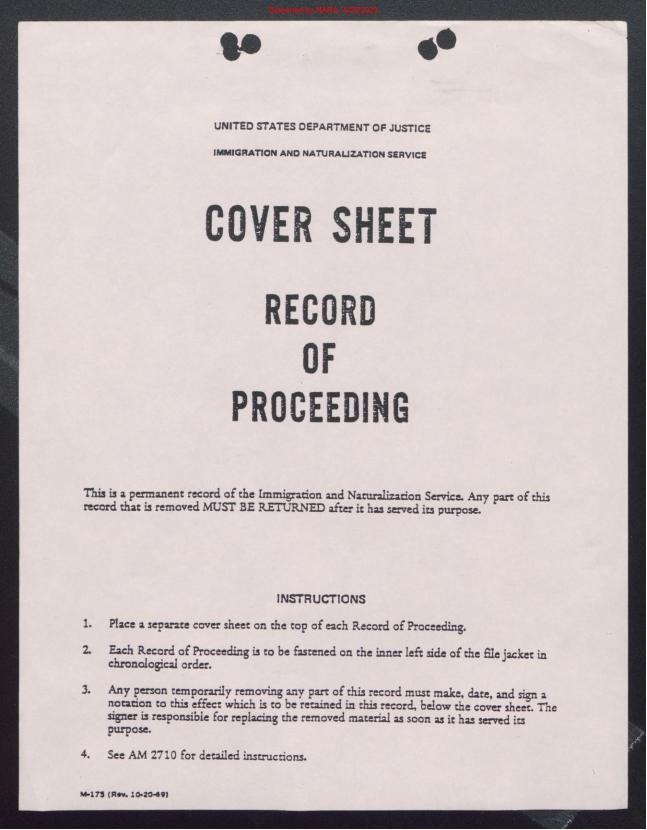 UNITED STATES DEPARTMENT OF JUSTICE
IMMIGRATION AND NATURALIZATION SERVICE
COVER SHEET
RECORD
OF
PROCEEDING
This is a permanent record of the Immigration and Naturalization Service. Any part of this
record that is removed MUST BE RETURNED after it has served its purpose.
INSTRUCTIONS
1. Place a separate cover sheet on the top of each Record of Proceeding.
2. Each Record of Proceeding is to be fastened on the inner left side of the file jacket in
chronological order.
3. Any person temporarily removing any part of this record must make, date, and sign a
notation to this effect which is to be retained in this record, below the cover sheet. The
signer is responsible for replacing the removed material as soon as it has served its
purpose.
4. See AM 2710 for detailed instructions.
M-175 (Rev. 10-20-69)